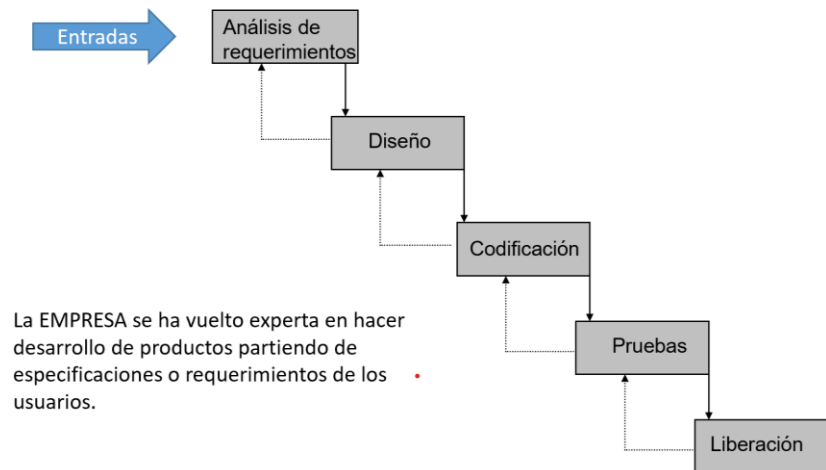 Entradas
Análisis de
requerimientos
Diseño
Codificación
Pruebas
Liberación
La EMPRESA se ha vuelto experta en hacer
desarrollo de productos partiendo de
especificaciones o requerimientos de los
usuarios.